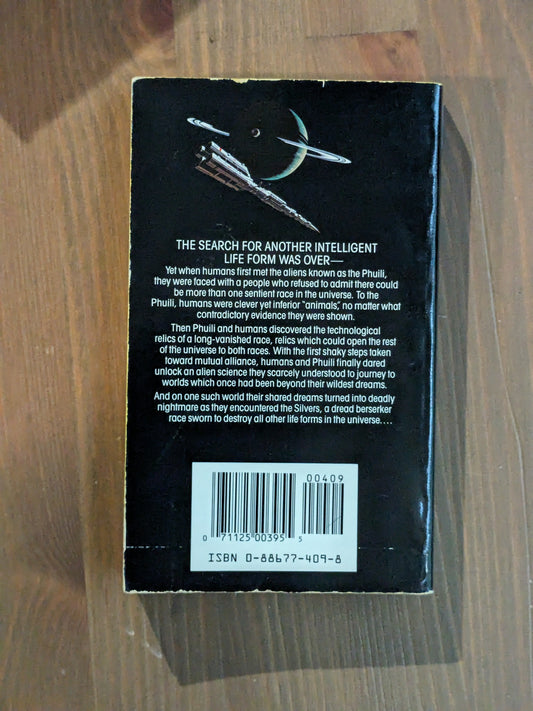 THE SEARCH FOR ANOTHER INTELLIGENT
LIFE FORM WAS OVER—
Yet when humans first met the aliens known as the Phuili,
they were faced with a people who refused to admit there could
be more than one sentient race in the universe. To the
Phuili, humans were clever yet inferior "animals," no matter what
contradictory evidence they were shown.
Then Phuili and humans discovered the technological
relics of a long-vanished race, relics which could open the rest
of the universe to both races. With the first shaky steps taken
toward mutual alliance, humans and Phuili finally dared
unlock an alien science they scarcely understood to journey to
worlds which once had been beyond their wildest dreams.
And on one such world their shared dreams turned into deadly
nightmare as they encountered the Silvers, a dread berserker
race sworn to destroy all other life forms in the universe....
00409
0 71125 00395 5
ISBN 0-88677-409-8